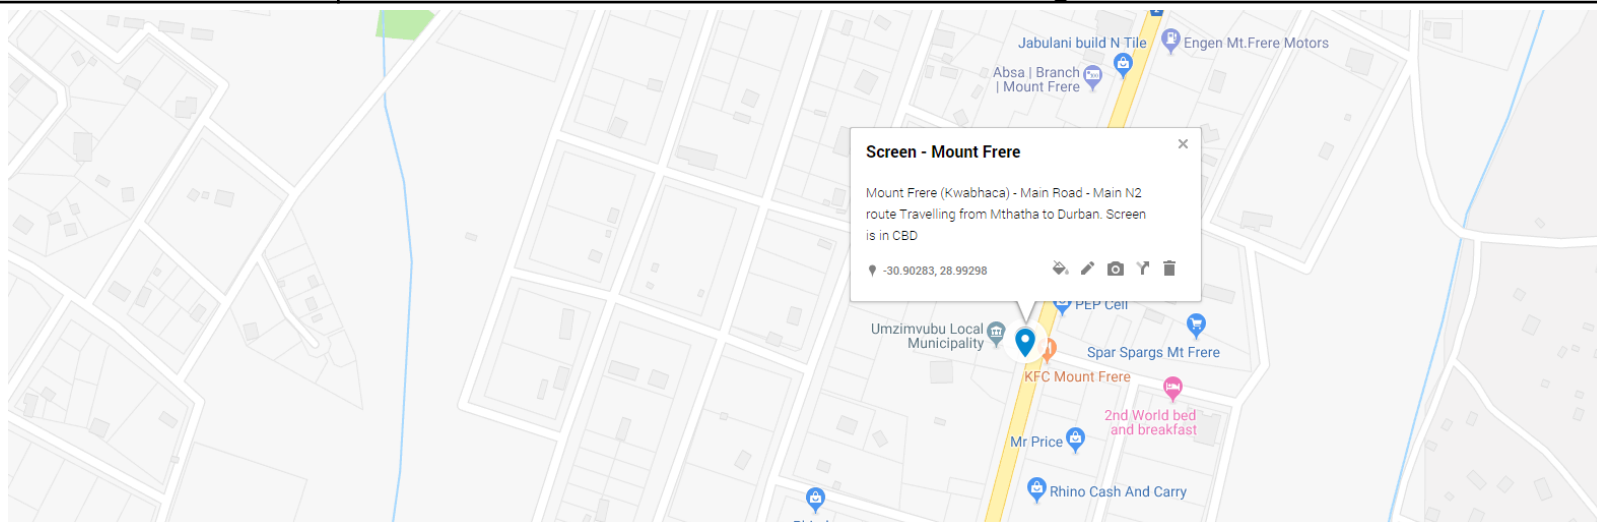 Jabulani build N Tile
Engen Mt.Frere Motors
Absa | Branch
| Mount Frere
Screen - Mount Frere
Mount Frere (Kwabhaca) - Main Road - Main N2
route Travelling from Mthatha to Durban. Screen
is in CBD
-30.90283, 28.99298
PEP Cell
Umzimvubu Local
Municipality
Spar Spargs Mt Frere
KFC Mount Frere
2nd World bed
and breakfast
Mr Price
Rhino Cash And Carry